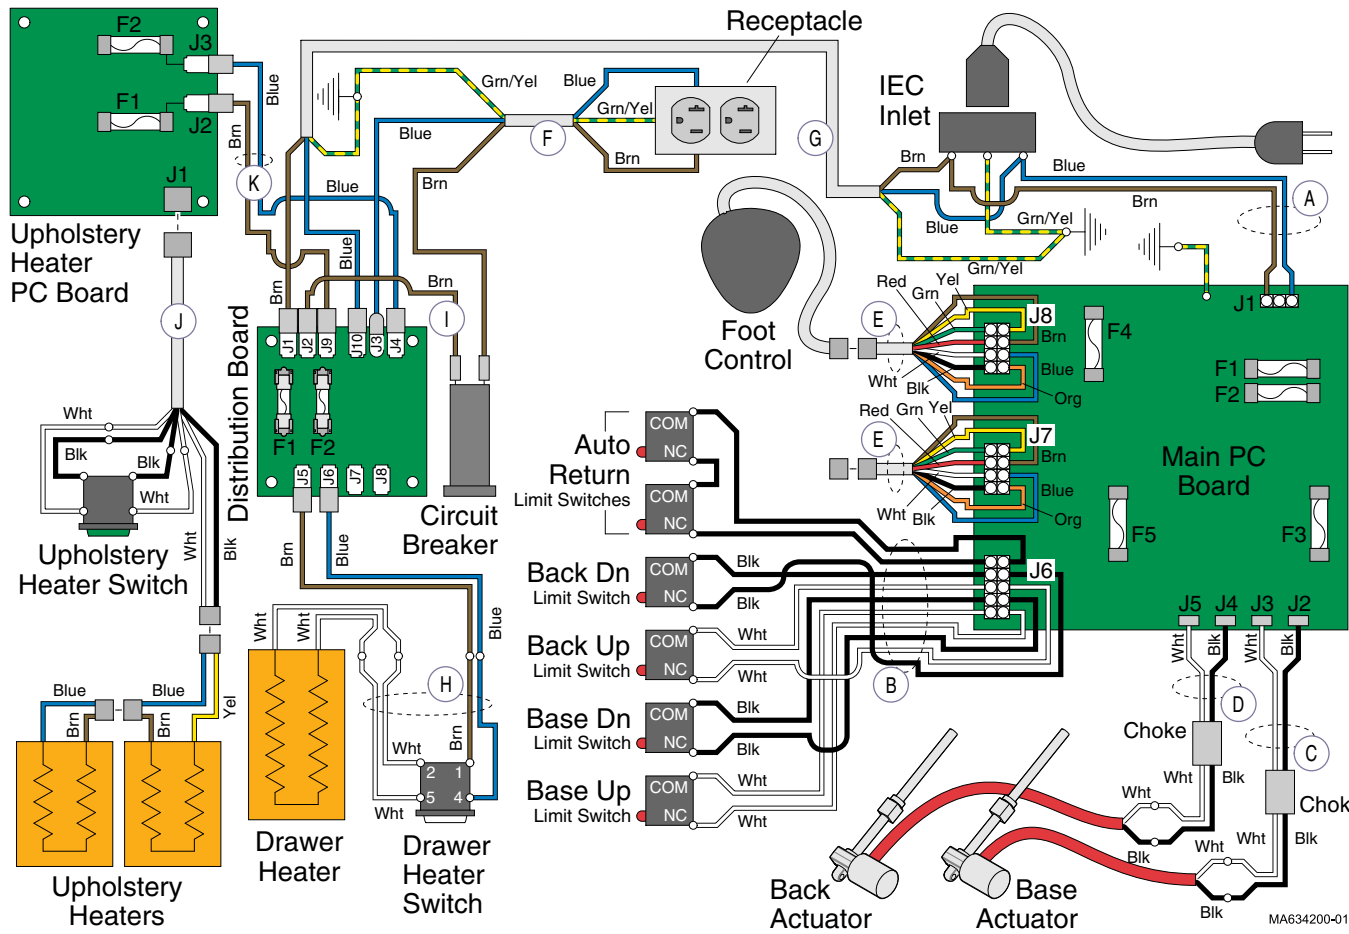 Receptacle
F2
J3
F1
J2
Blue
Brn
K
J1
Upholstery
Heater
PC Board
Grn/Yel
Blue
Grn/Yel
Blue
F
Brn
Brn
Blue
Blue
Brn
I
G
IEC
Inlet
Brn
Blue
Blue
Brn
Grn/Yel
Grn/Yel
A
J1
Foot
Control
E
Red
Grn
Yel
Wht
Blk
J8
Brn
Blue
Org
F4
F1
F2
E
Red
Grn
Yel
Wht
Blk
J7
Brn
Blue
Org
Main PC
Board
F5
F3
J6
J5
J4
J3
J2
Wht
Blk
Wht
Blk
D
C
Choke
Chok
Wht
Blk
Wht
Blk
Wht
Blk
Wht
Blk
Back
Actuator
Base
Actuator
J
Wht
Blk
Blk
Wht
Upholstery
Heater Switch
Wht
Blk
Blue
Brn
Blue
Brn
Yel
Upholstery
Heaters
Distribution Board
J1
J2
J9
J10
J3
J4
F1
F2
J5
J6
J7
J8
Circuit
Breaker
Brn
Blue
Blue
Brn
H
Wht
Wht
Wht
Wht
2
1
5
4
Drawer
Heater
Drawer
Heater
Switch
Auto
Return
Limit Switches
COM
NC
COM
NC
Back Dn
Limit Switch
COM
NC
Blk
Blk
Back Up
Limit Switch
COM
NC
Wht
Wht
B
Base Dn
Limit Switch
COM
NC
Blk
Blk
Base Up
Limit Switch
COM
NC
Wht
Wht
MA634200-01